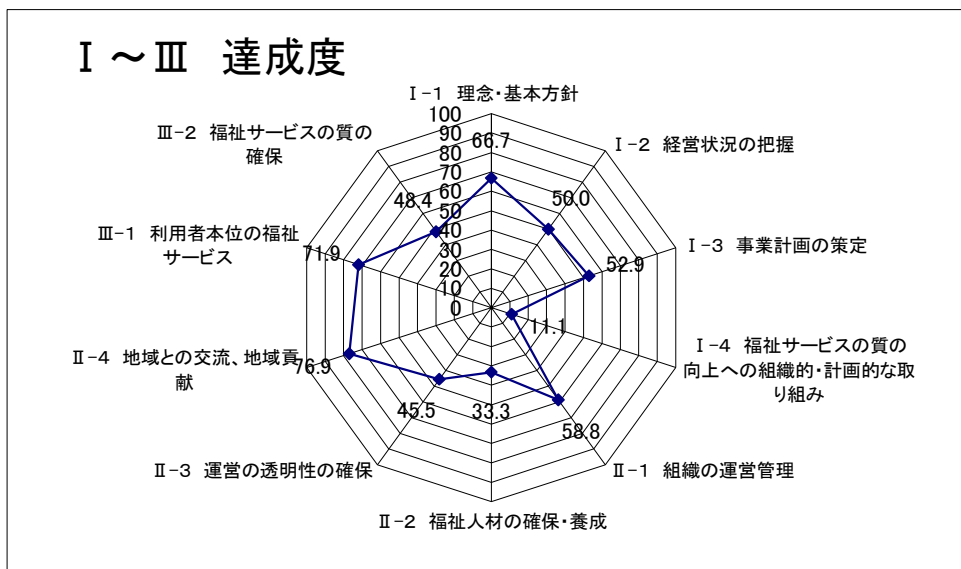 Ⅰ～Ⅲ 達成度
Ⅰ-1 理念・基本方針
Ⅲ-2 福祉サービスの質の
確保
Ⅰ-2 経営状況の把握
100
90
80
70
60
50
40
30
20
10
0
66.7
50.0
48.4
Ⅲ-1 利用者本位の福祉
サービス
71.9
Ⅰ-3 事業計画の策定
52.9
11.1
Ⅰ-4 福祉サービスの質の
向上への組織的・計画的な取
り組み
Ⅱ-4 地域との交流、地域貢
献
76.9
45.5
33.3
58.8
Ⅱ-3 運営の透明性の確保
Ⅱ-1 組織の運営管理
Ⅱ-2 福祉人材の確保・養成